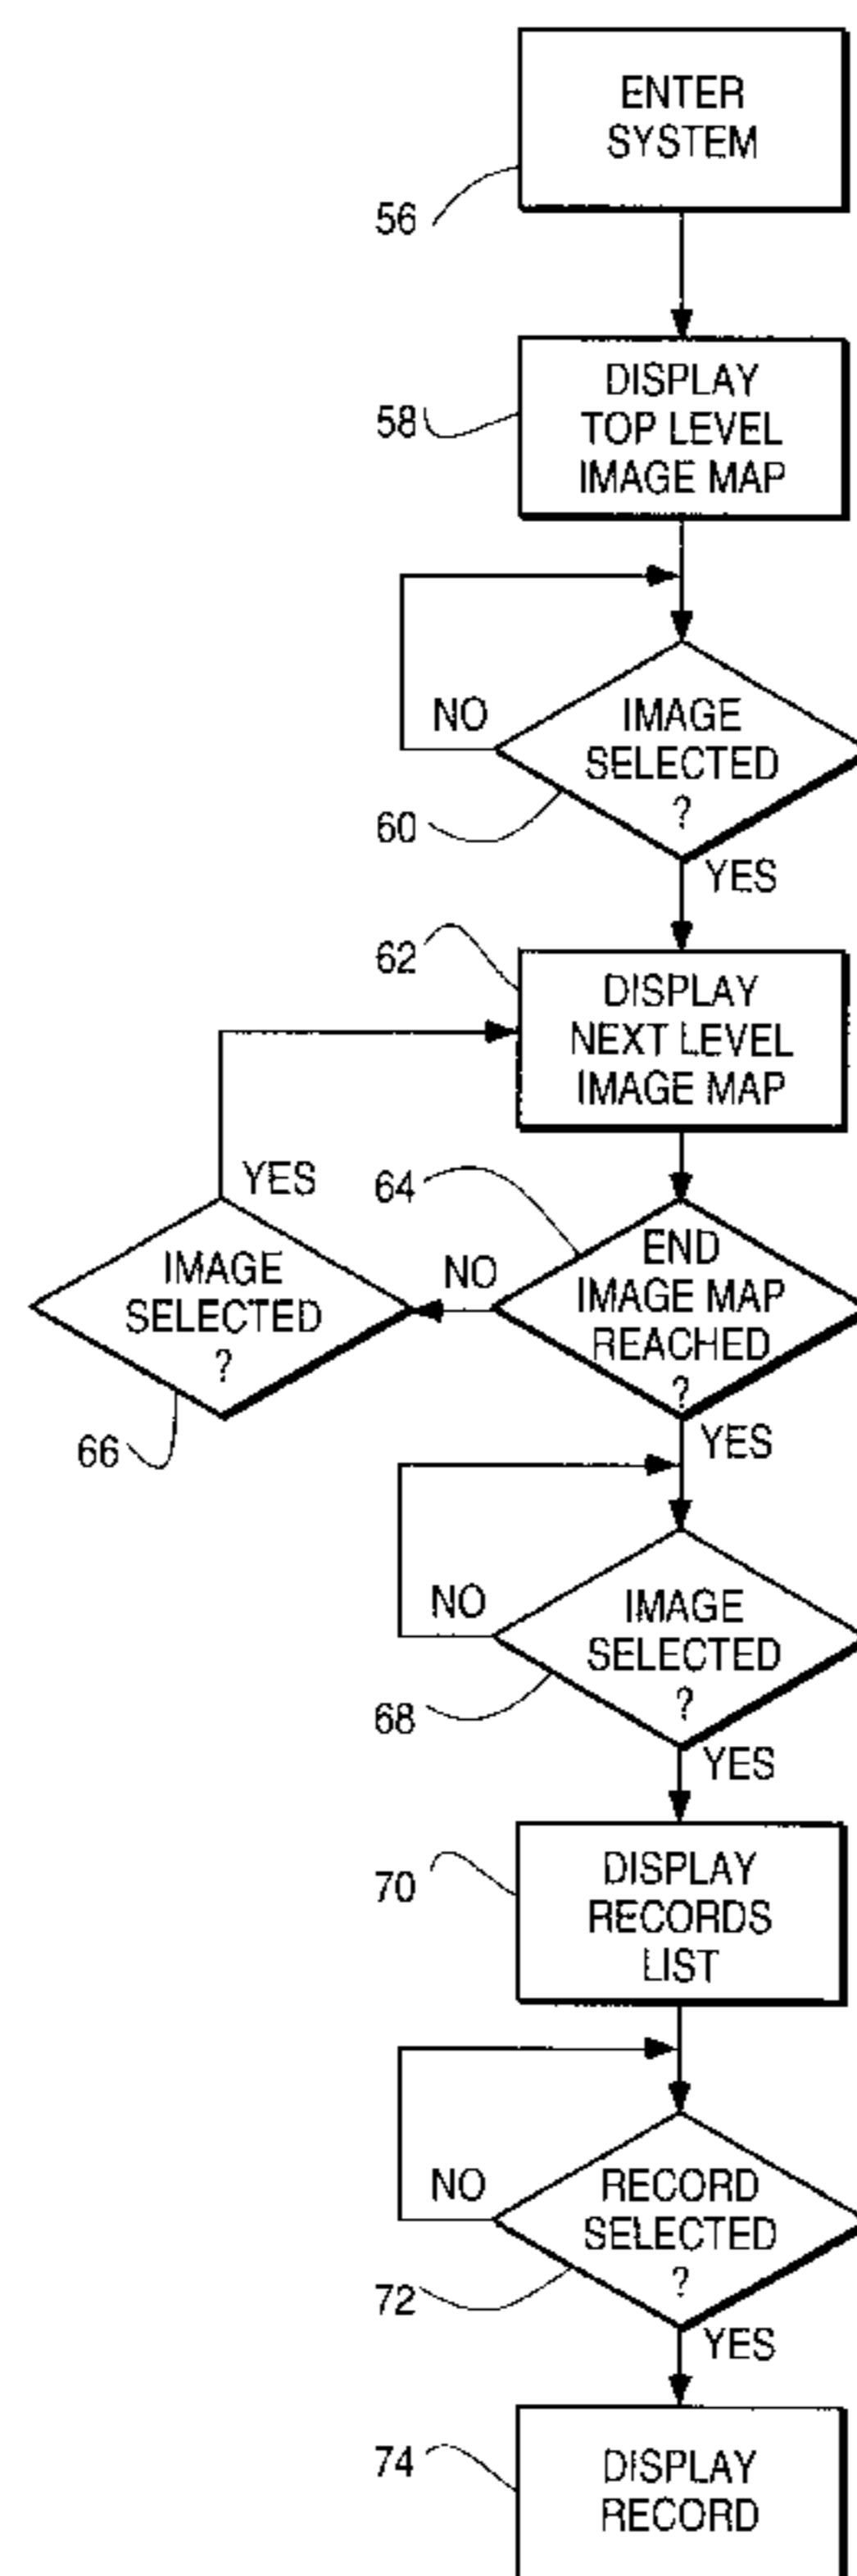 ENTER
SYSTEM
56
DISPLAY
TOP LEVEL
IMAGE MAP
58
NO
IMAGE
SELECTED
?
60
YES
62
DISPLAY
NEXT LEVEL
IMAGE MAP
YES
64
IMAGE
SELECTED
?
NO
END
IMAGE MAP
REACHED
?
66
YES
NO
IMAGE
SELECTED
?
68
YES
70
DISPLAY
RECORDS
LIST
NO
RECORD
SELECTED
?
72
YES
74
DISPLAY
RECORD